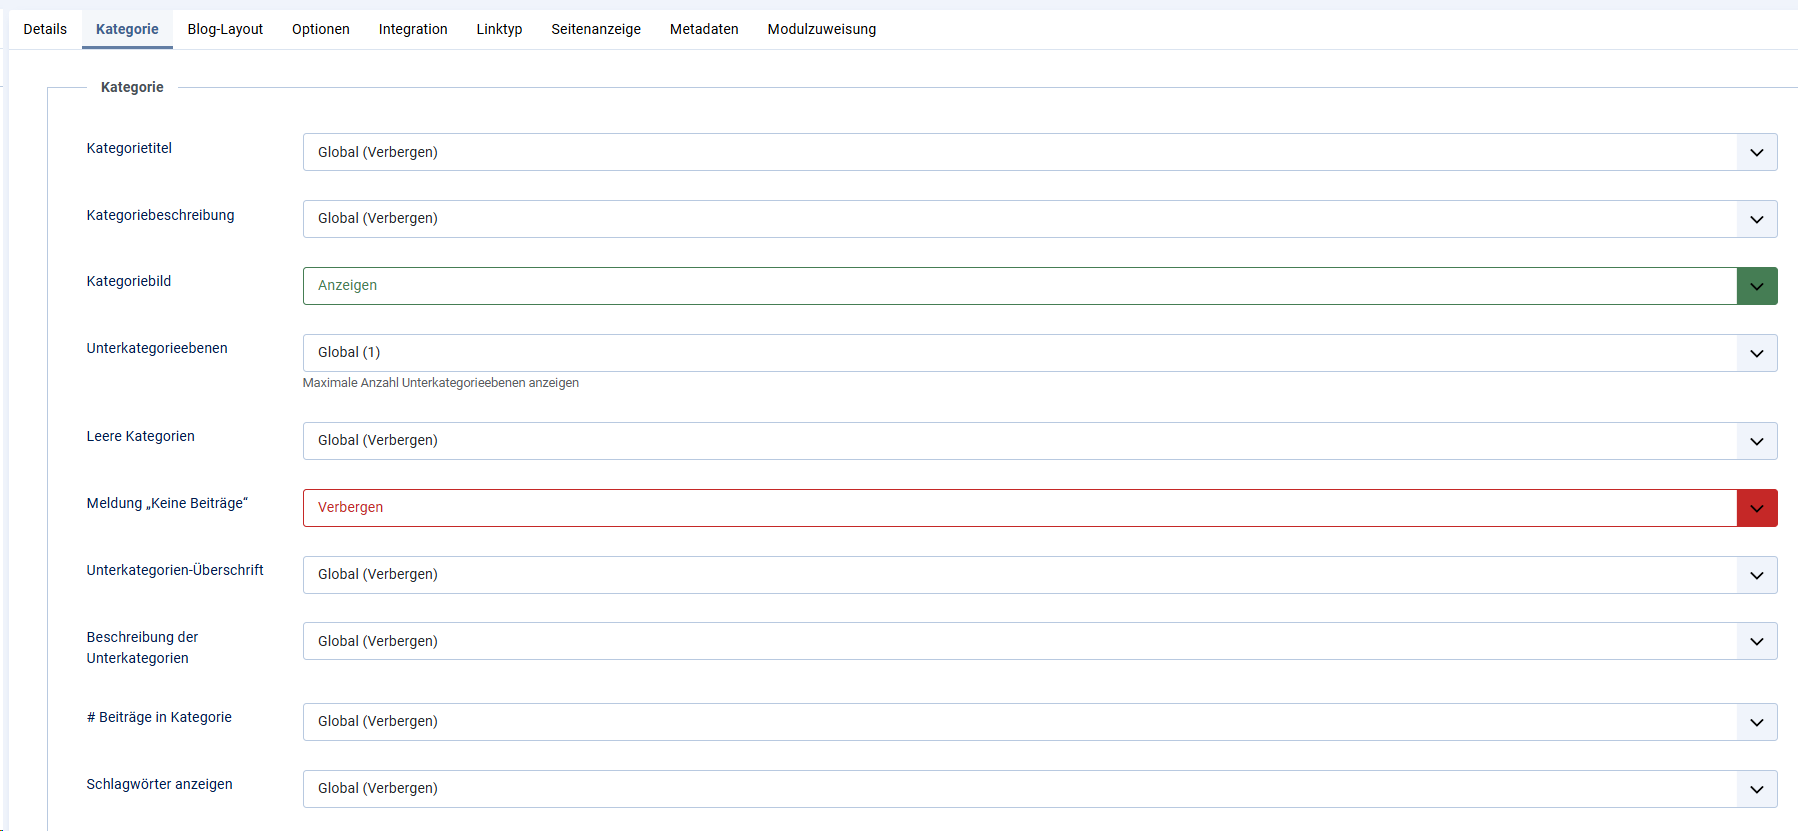 Details Kategorie Blog-Layout Optionen Integration Linktyp Seitenanzeige Metadaten Modulzuweisung
Kategorie
Kategorietitel Global (Verbergen)
Kategoriebeschreibung Global (Verbergen)
Kategoriebild Anzeigen
Unterkategorieebenen Global (1)
Maximale Anzahl Unterkategorieebenen anzeigen
Leere Kategorien Global (Verbergen)
Meldung „Keine Beiträge“ Verbergen
Unterkategorien-Überschrift Global (Verbergen)
Beschreibung der
Unterkategorien Global (Verbergen)
# Beiträge in Kategorie Global (Verbergen)
Schlagwörter anzeigen Global (Verbergen)